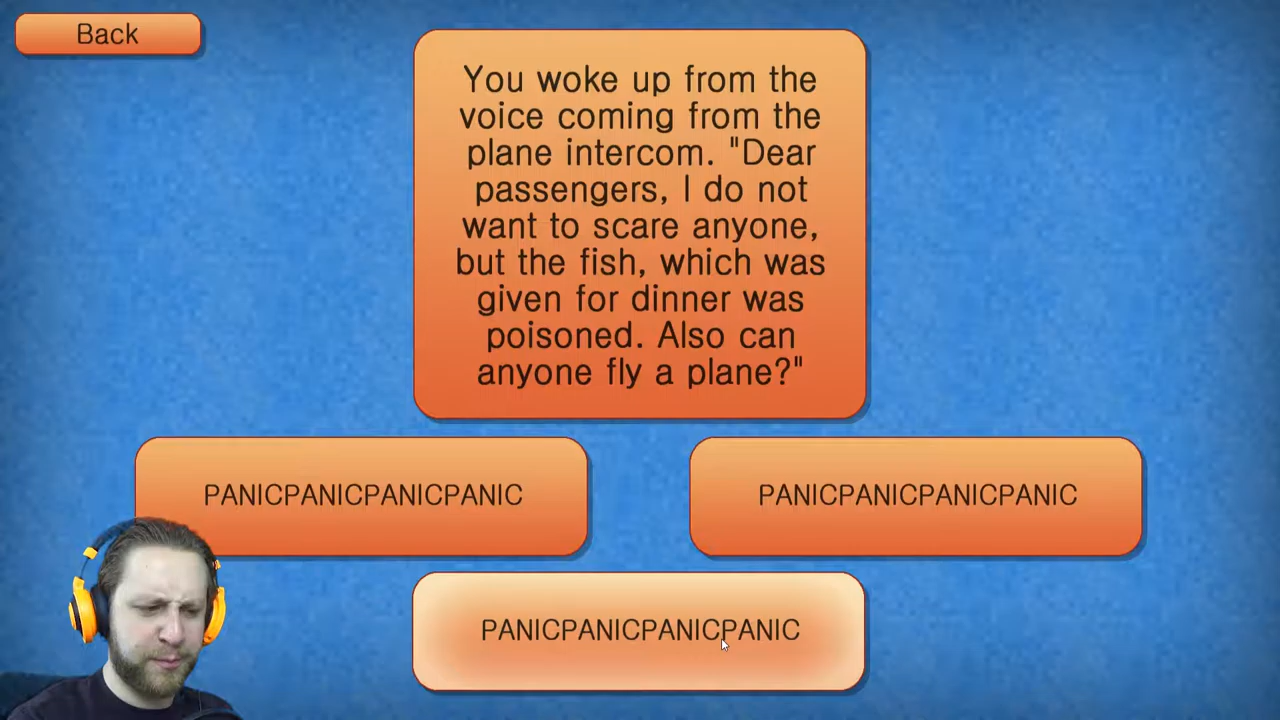 Back
You woke up from the
voice coming from the
plane intercom. "Dear
passengers, I do not
want to scare anyone,
but the fish, which was
given for dinner was
poisoned. Also can
anyone fly a plane?"
PANICPANICPANICPANIC
PANICPANICPANICPANIC
PANICPANICPANICPANIC